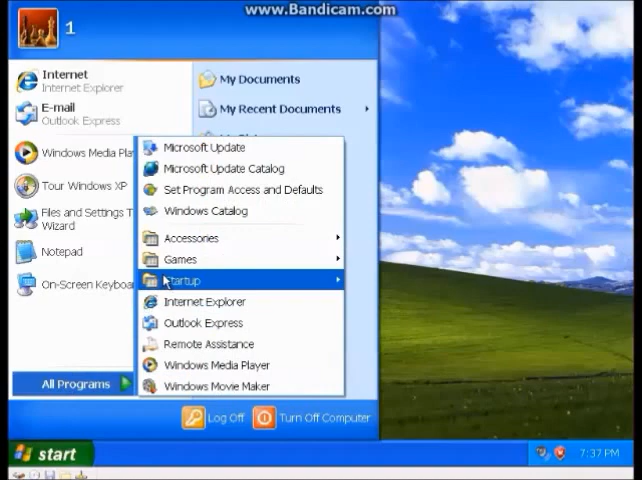 www.Bandicam.com
1
Internet
Internet Explorer
E-mail
Outlook Express
Windows Media Pla
Tour Windows XP
Files and Settings T
Wizard
Notepad
On-Screen Keyboa
All Programs
My Documents
My Recent Documents
Microsoft Update
Microsoft Update Catalog
Set Program Access and Defaults
Windows Catalog
Accessories
Games
Startup
Internet Explorer
Outlook Express
Remote Assistance
Windows Media Player
Windows Movie Maker
Log Off
Turn Off Computer
start
7:37 PM